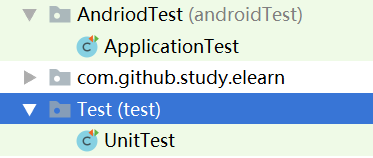 AndriodTest (androidTest)
ApplicationTest
com.github.study.elearn
Test (test)
UnitTest